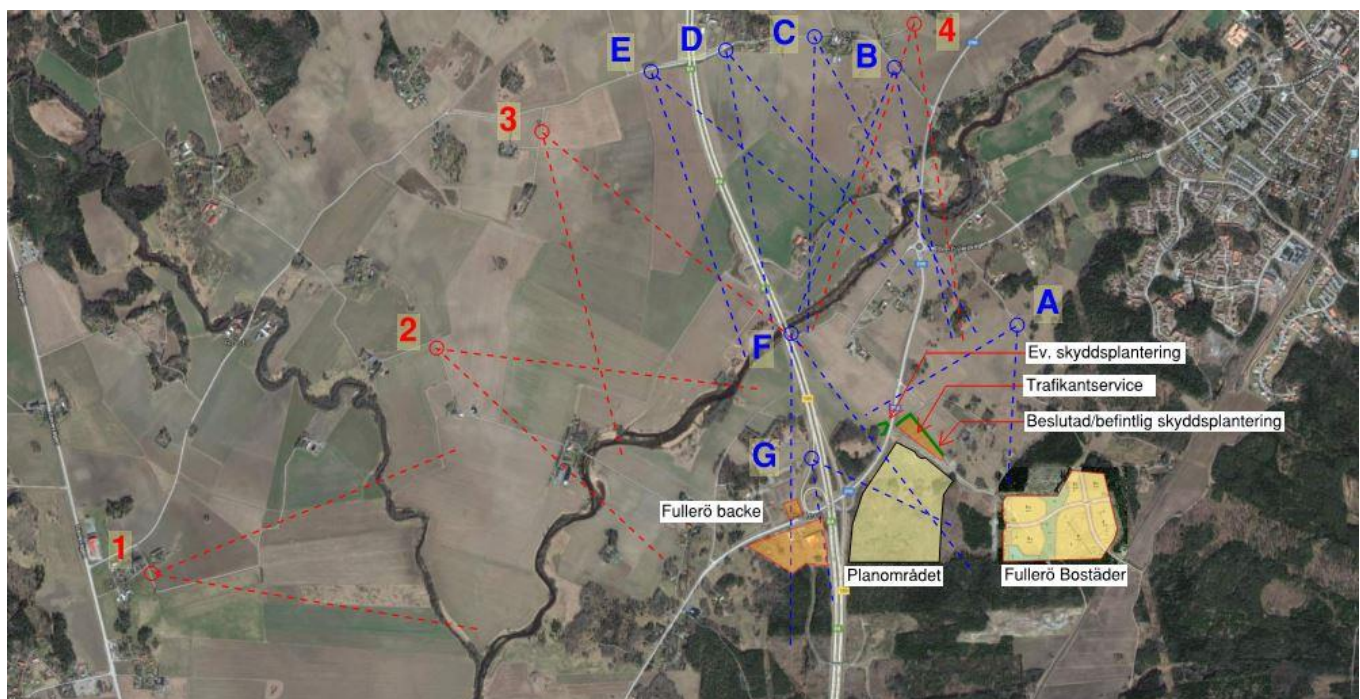 E
D
C
B
4
3
A
2
F
Ev. skyddsplantering
Trafikantservice
Beslutad/befintlig skyddsplantering
G
Fullerö backe
1
Planområdet
Fullerö Bostäder